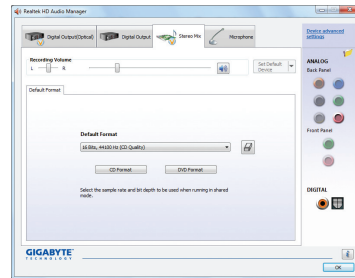 Realtek HD Audio Manager
Digital Output(Optical)
Digital Output
Stereo Mix
Microphone
Device advanced
settings
Recording Volume
L
R
Set Default
Device
ANALOG
Back Panel
Default Format
Default Format
16 Bits, 44100 Hz (CD Quality)
CD Format
DVD Format
Select the sample rate and bit depth to be used when running in shared
mode.
Front Panel
DIGITAL
GIGABYTE
TECHNOLOGY
OK